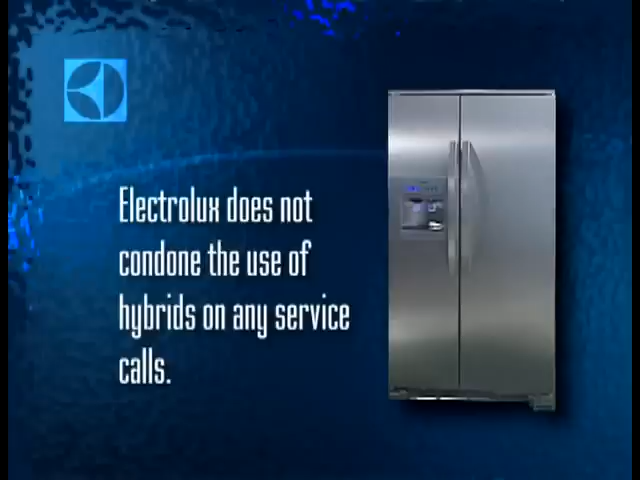 Electrolux does not
condone the use of
hybrids on any service
calls.